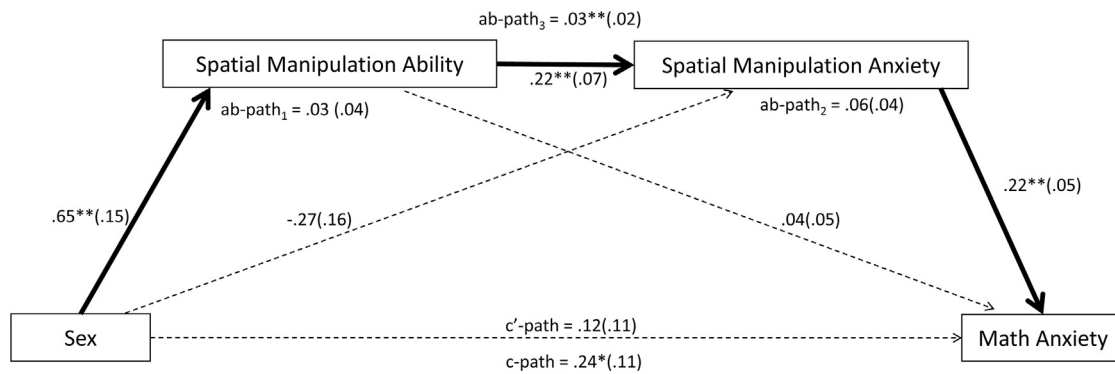 ab-path₃ = .03**(.02)
Spatial Manipulation Ability
.22**(.07)
Spatial Manipulation Anxiety
ab-path₁ = .03 (.04)
ab-path₂ = .06(.04)
.65**(.15)
-.27(.16)
.04(.05)
.22**(.05)
Sex
c’-path = .12(.11)
c-path = .24*(.11)
Math Anxiety